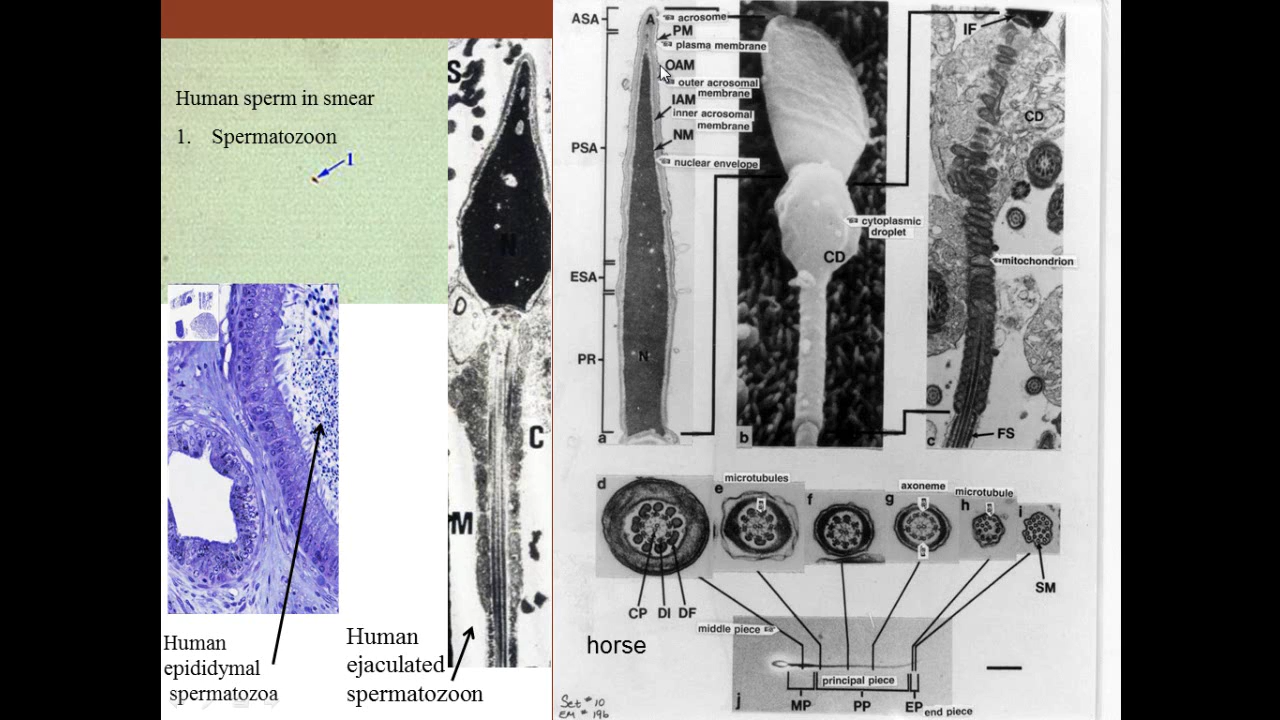 Human sperm in smear
1. Spermatozoon
1
Human
epididymal
spermatozoa
Human
ejaculated
spermatozoon
S
N
D
C
M
ASA
A
acrosome
PM
plasma membrane
OAM
outer acrosomal
membrane
IAM
inner acrosomal
membrane
NM
PSA
nuclear envelope
ESA
PR
N
a
cytoplasmic
droplet
CD
b
IF
CD
mitochondrion
FS
c
d
e
microtubules
f
g
axoneme
h
microtubule
i
CP DI DF
SM
middle piece
horse
principal piece
j
MP PP EP
end piece
Set # 10
EM # 196